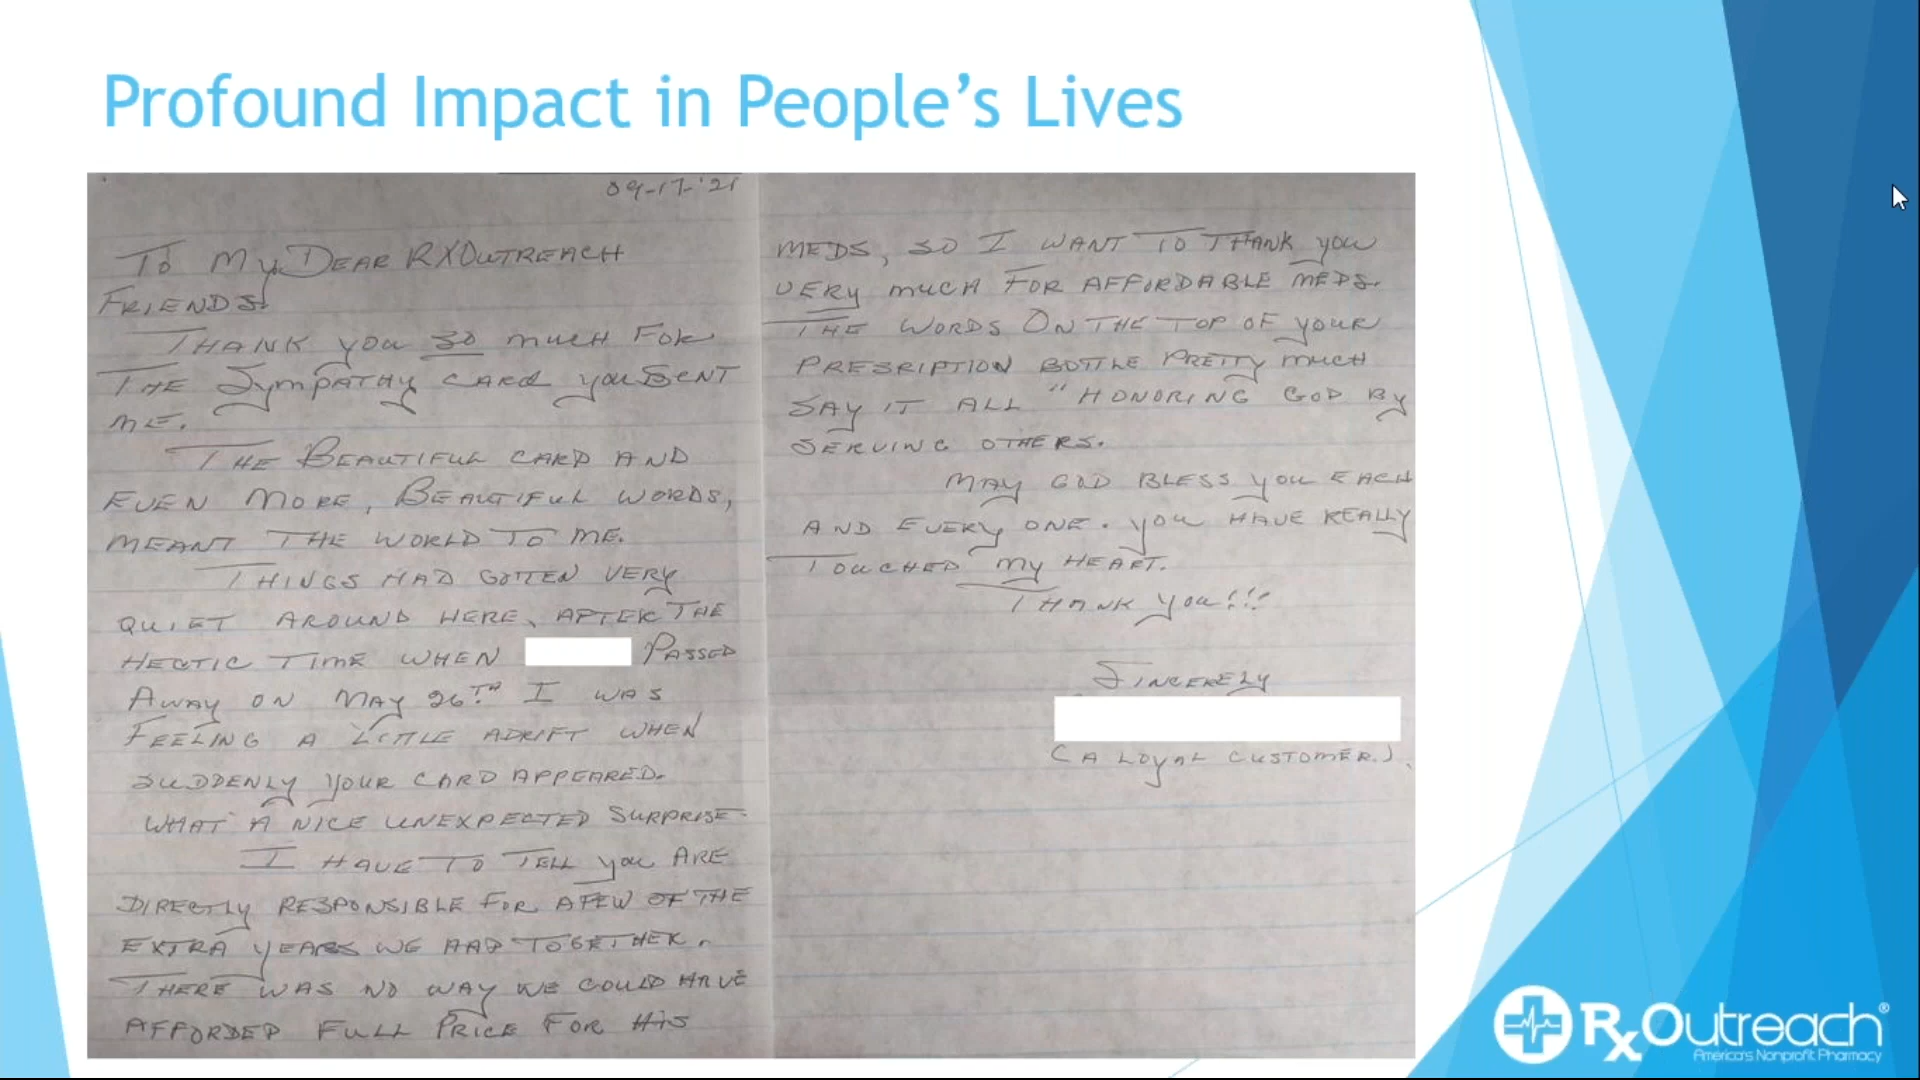 Profound Impact in People's Lives
09-17-'21
TO MY DEAR RXOUTREACH
FRIENDS!
THANK YOU SO MUCH FOR
THE SYMPATHY CARD YOU SENT
ME.
THE BEAUTIFUL CARD AND
EVEN MORE, BEAUTIFUL WORDS,
MEANT THE WORLD TO ME.
THINGS HAD GOTTEN VERY
QUIET AROUND HERE, AFTER THE
HECTIC TIME WHEN PASSED
AWAY ON MAY 26TH I WAS
FEELING A LITTLE ADRIFT WHEN
SUDDENLY YOUR CARD APPEARED.
WHAT A NICE UNEXPECTED SURPRISE.
I HAVE TO TELL YOU ARE
DIRECTLY RESPONSIBLE FOR A FEW OF THE
EXTRA YEARS WE HAD TOGETHER.
THERE WAS NO WAY WE COULD HAVE
AFFORDED FULL PRICE FOR HIS
MEDS, SO I WANT TO THANK YOU
VERY MUCH FOR AFFORDABLE MEDS.
THE WORDS ON THE TOP OF YOUR
PRESRIPTION BOTTLE PRETTY MUCH
SAY IT ALL "HONORING GOD BY
SERVING OTHERS.
MAY GOD BLESS YOU EACH
AND EVERY ONE. YOU HAVE REALLY
TOUCHED MY HEART.
THANK YOU!!!
SINCERELY
(A LOYAL CUSTOMER.)
RxOutreach®
America's Nonprofit Pharmacy